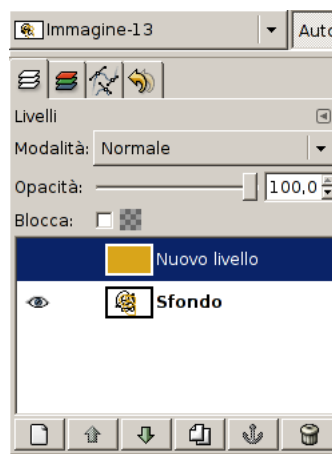 Immagine-13 Auto
Livelli
Modalità: Normale
Opacità: 100,0
Blocca:
Nuovo livello
Sfondo